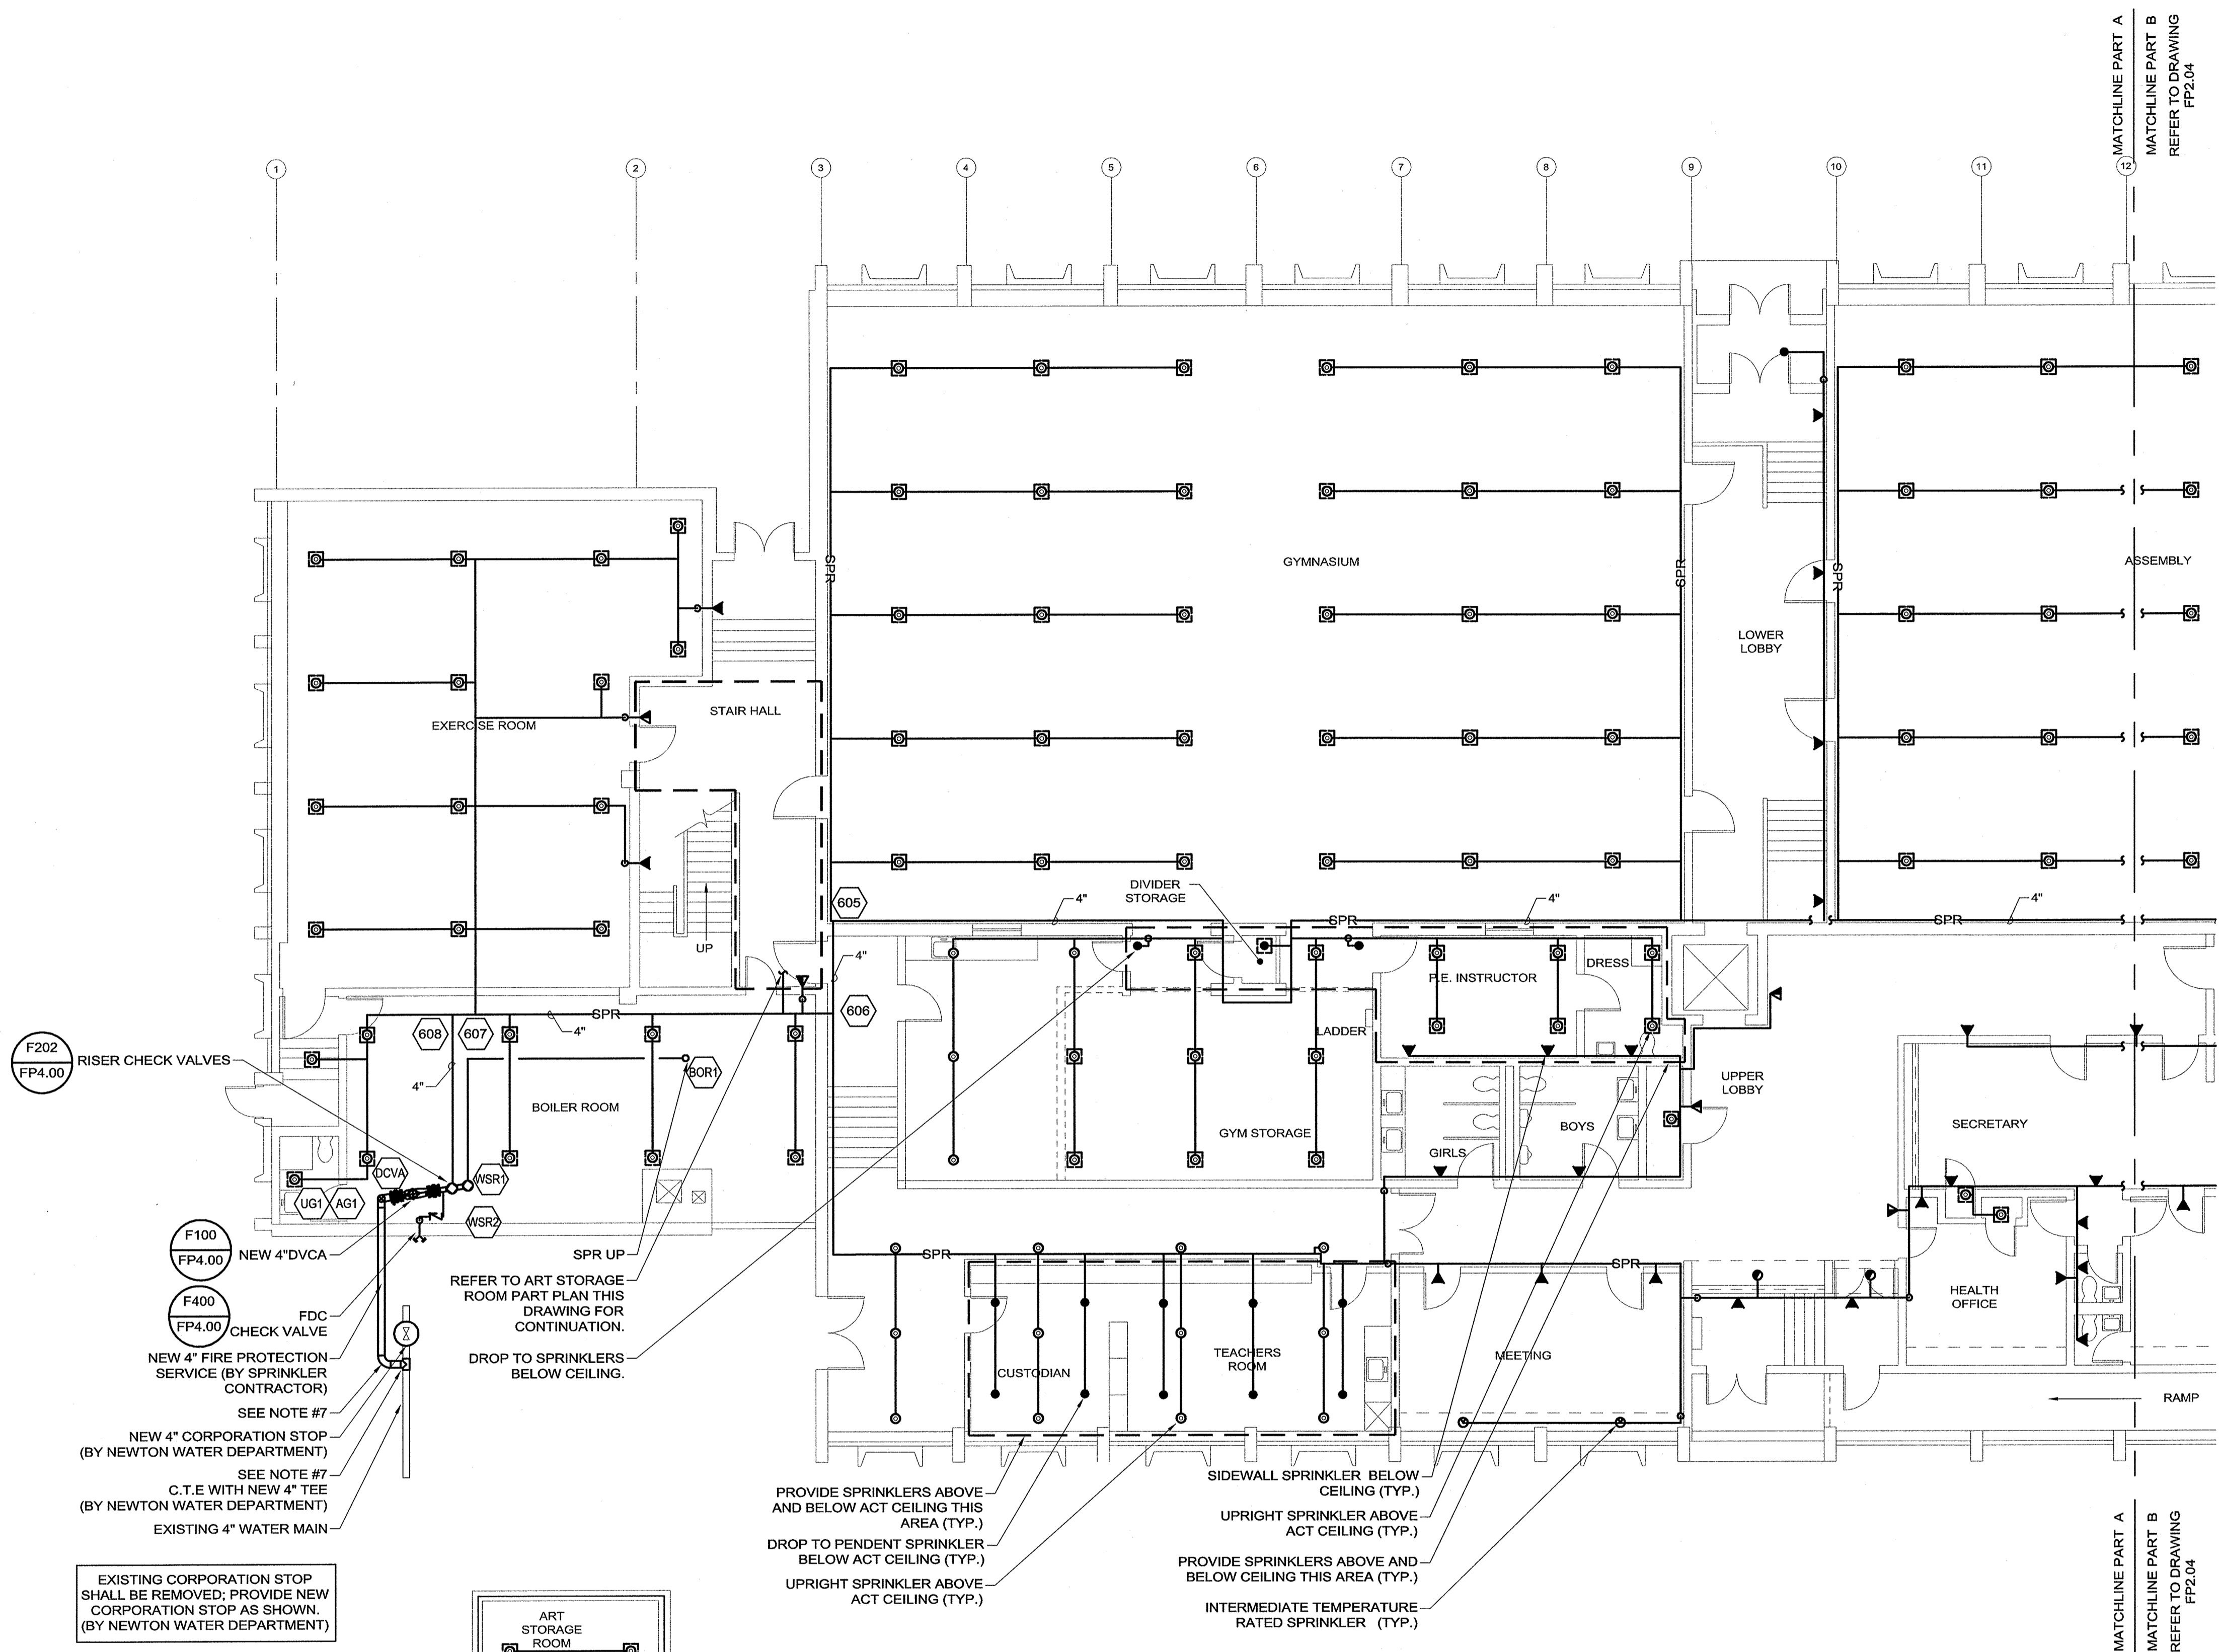 MATCHLINE PART A
MATCHLINE PART B
REFER TO DRAWING
FP2.04
1
2
3
4
5
6
7
8
9
10
11
12
SPR
GYMNASIUM
SPR
SPR
ASSEMBLY
LOWER
LOBBY
STAIR HALL
EXERCISE ROOM
UP
605
4"
DIVIDER
STORAGE
SPR
4"
SPR
4"
4"
P.E. INSTRUCTOR
DRESS
LADDER
608
607
SPR
4"
606
F202
FP4.00
RISER CHECK VALVES
4"
BOR1
BOILER ROOM
UPPER
LOBBY
SECRETARY
GYM STORAGE
BOYS
GIRLS
DCVA
WSR1
UG1
AG1
WSR2
F100
FP4.00
NEW 4"DVCA
SPR UP
SPR
SPR
REFER TO ART STORAGE
ROOM PART PLAN THIS
DRAWING FOR
CONTINUATION.
HEALTH
OFFICE
F400
FP4.00
FDC
CHECK VALVE
NEW 4" FIRE PROTECTION
SERVICE (BY SPRINKLER
CONTRACTOR)
DROP TO SPRINKLERS
BELOW CEILING.
CUSTODIAN
TEACHERS
ROOM
MEETING
RAMP
SEE NOTE #7
NEW 4" CORPORATION STOP
(BY NEWTON WATER DEPARTMENT)
SEE NOTE #7
C.T.E WITH NEW 4" TEE
(BY NEWTON WATER DEPARTMENT)
EXISTING 4" WATER MAIN
PROVIDE SPRINKLERS ABOVE
AND BELOW ACT CEILING THIS
AREA (TYP.)
DROP TO PENDENT SPRINKLER
BELOW ACT CEILING (TYP.)
UPRIGHT SPRINKLER ABOVE
ACT CEILING (TYP.)
SIDEWALL SPRINKLER BELOW
CEILING (TYP.)
UPRIGHT SPRINKLER ABOVE
ACT CEILING (TYP.)
PROVIDE SPRINKLERS ABOVE AND
BELOW CEILING THIS AREA (TYP.)
INTERMEDIATE TEMPERATURE
RATED SPRINKLER (TYP.)
EXISTING CORPORATION STOP
SHALL BE REMOVED; PROVIDE NEW
CORPORATION STOP AS SHOWN.
(BY NEWTON WATER DEPARTMENT)
ART
STORAGE
ROOM
MATCHLINE PART A
MATCHLINE PART B
REFER TO DRAWING
FP2.04